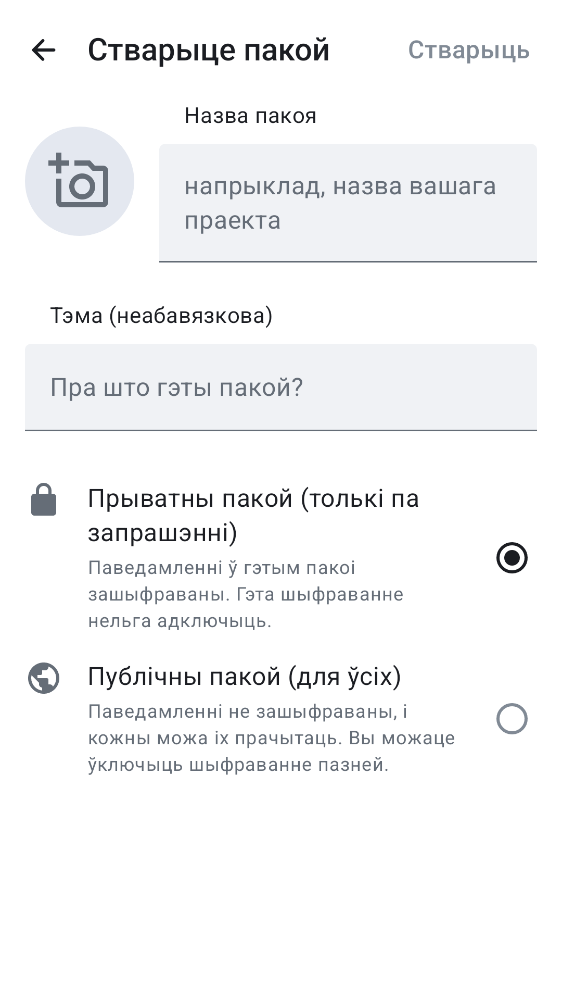 Стварыце пакой
Стварыць
Назва пакоя
напрыклад, назва вашага
праекта
Тэма (неабавязкова)
Пра што гэты пакой?
Прыватны пакой (толькі па
запрашэнні)
Паведамленні ў гэтым пакоі
зашыфраваны. Гэта шыфраванне
нельга адключыць.
Публічны пакой (для ўсіх)
Паведамленні не зашыфраваны, і
кожны можа іх прачытаць. Вы можаце
ўключыць шыфраванне пазней.